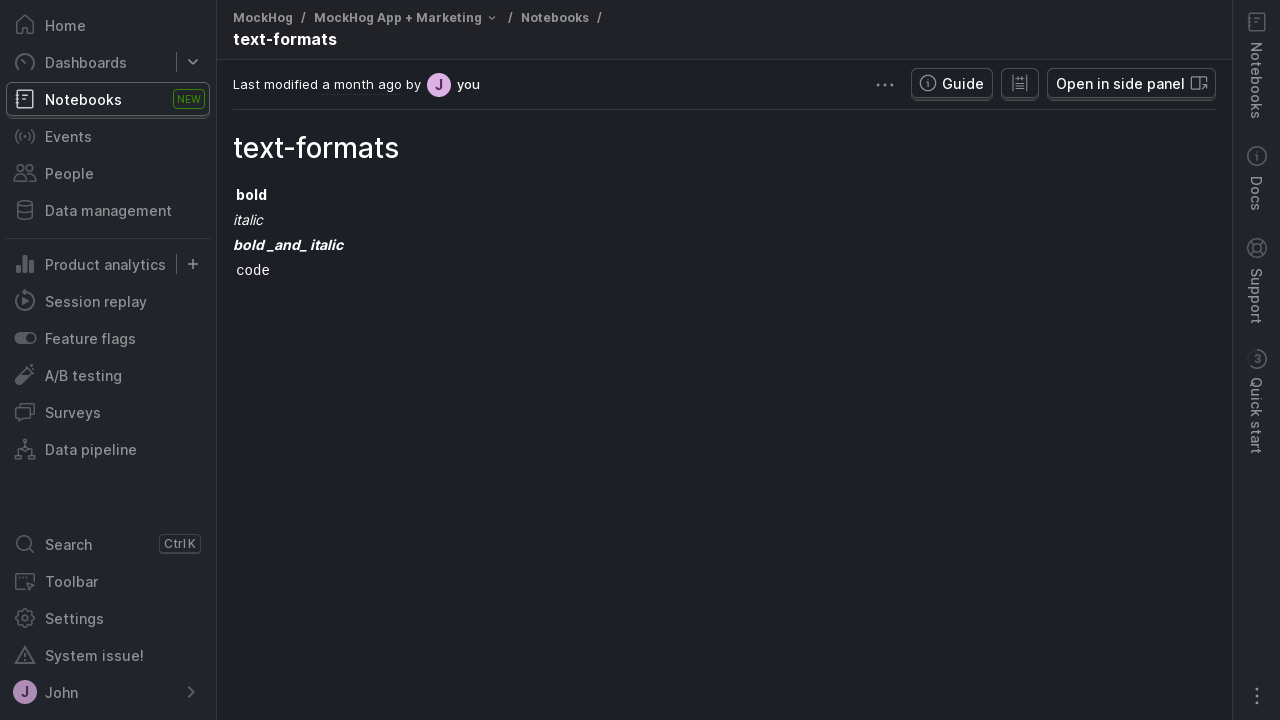 Home
Dashboards
Notebooks NEW
Events
People
Data management
Product analytics
Session replay
Feature flags
A/B testing
Surveys
Data pipeline
Search Ctrl K
Toolbar
Settings
System issue!
J John
MockHog / MockHog App + Marketing / Notebooks /
text-formats
Last modified a month ago by J you
Guide
Open in side panel
text-formats
bold
italic
bold _and_ italic
code
Notebooks
Docs
Support
3 Quick start